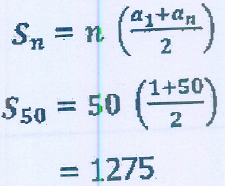 Sₙ = n (a₁+aₙ / 2)
S₅₀ = 50 (1+50 / 2)
= 1275